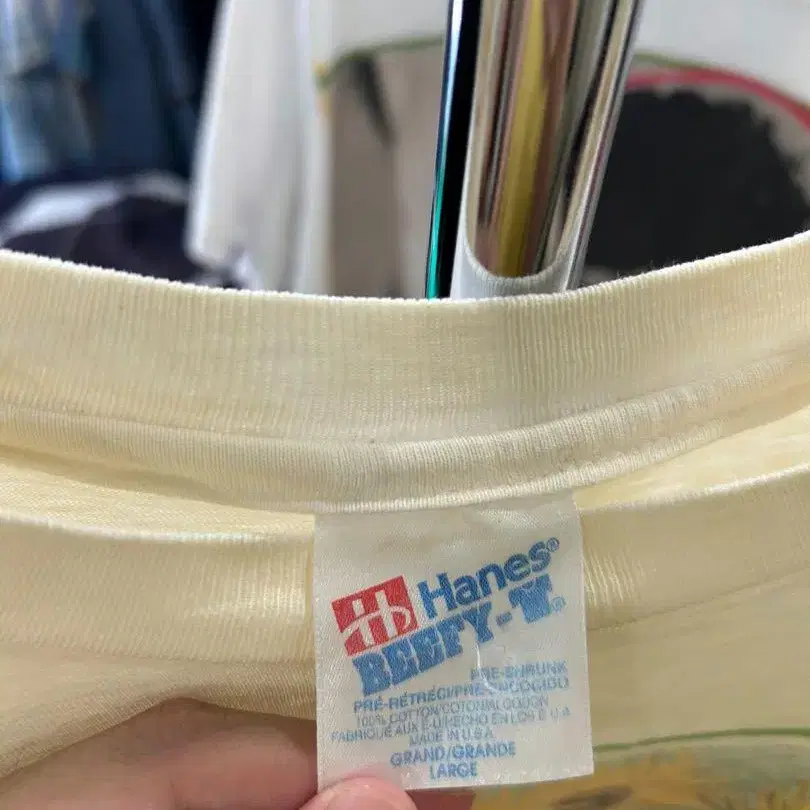 Hanes®
BEEFY-T®
PRE-SHRUNK
PRÉ-RÉTRÉCI/PRE-ENCOGIDO
100% COTTON/COTON/ALGODON
FABRIQUÉ AUX E-U/HECHO EN LOS E U A
MADE IN U.S.A
GRAND/GRANDE
LARGE